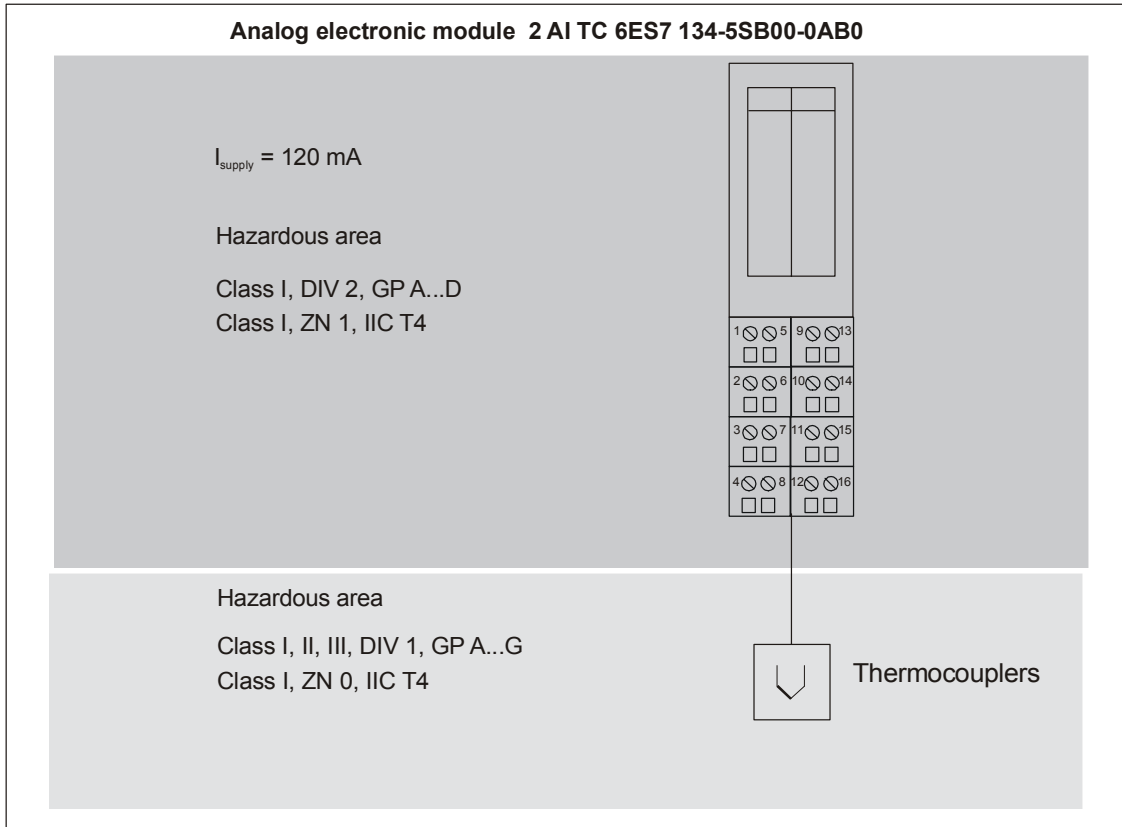 Analog electronic module 2 AI TC 6ES7 134-5SB00-0AB0
Isupply = 120 mA
Hazardous area
Class I, DIV 2, GP A...D
Class I, ZN 1, IIC T4
1 5 9 13
2 6 10 14
3 7 11 15
4 8 12 16
Hazardous area
Class I, II, III, DIV 1, GP A...G
Class I, ZN 0, IIC T4
Thermocouplers